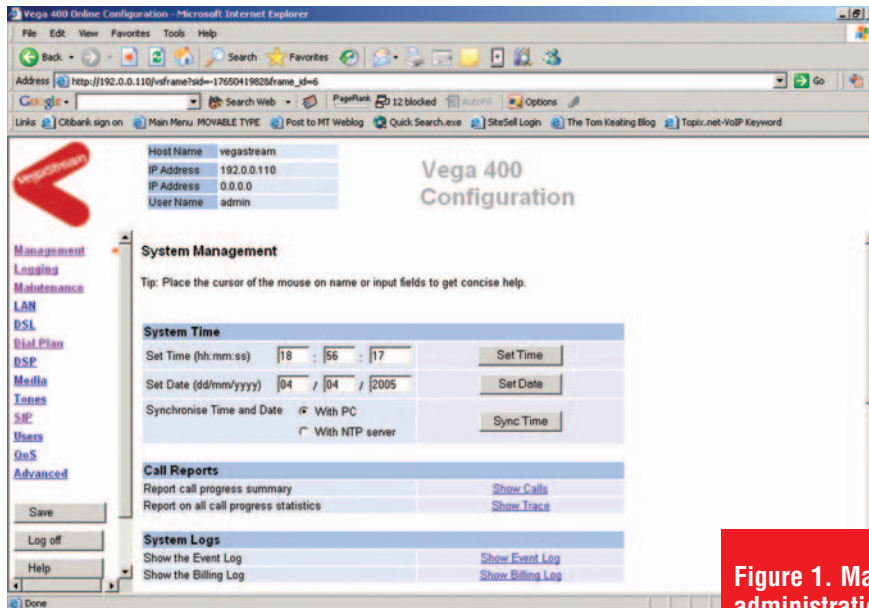 Vega 400 Online Configuration - Microsoft Internet Explorer
File Edit View Favorites Tools Help
Back Search Favorites
Address http://192.0.0.110/vsframe?sid=-1765041982&frame_id=6 Go
Google Search Web PageRank 12 blocked AutoFill Options
Links Citibank sign on Main Menu MOVABLE TYPE Post to MT Weblog Quick Search.exe SiteSell Login The Tom Keating Blog Topix.net-VoIP Keyword
vegastream
Host Name vegastream
IP Address 192.0.0.110
IP Address 0.0.0.0
User Name admin
Vega 400
Configuration
Management
Logging
Maintenance
LAN
DSL
Dial Plan
DSP
Media
Tones
SIP
Users
QoS
Advanced
Save
Log off
Help
System Management
Tip: Place the cursor of the mouse on name or input fields to get concise help.
System Time
Set Time (hh:mm:ss) 18 : 56 : 17 Set Time
Set Date (dd/mm/yyyy) 04 / 04 / 2005 Set Date
Synchronise Time and Date With PC
With NTP server
Sync Time
Call Reports
Report call progress summary Show Calls
Report on all call progress statistics Show Trace
System Logs
Show the Event Log Show Event Log
Show the Billing Log Show Billing Log
Done
Figure 1. Ma
administratio